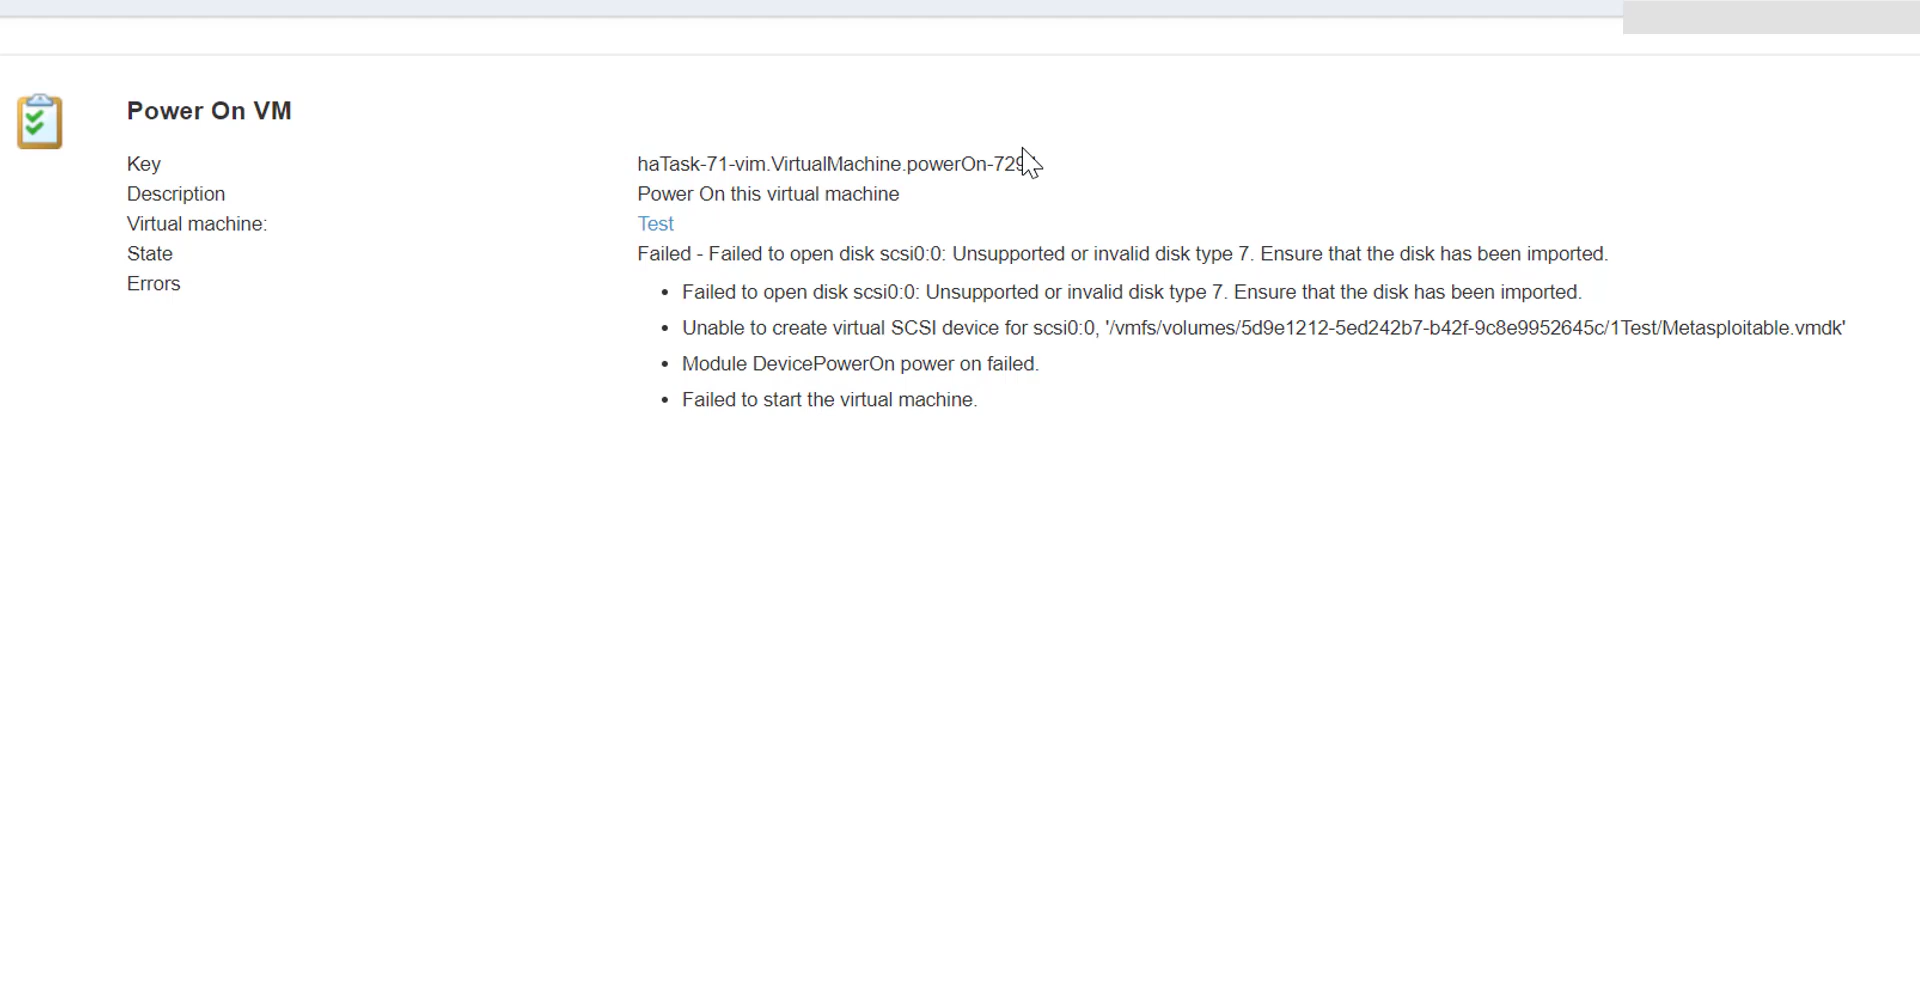 Power On VM
Key haTask-71-vim.VirtualMachine.powerOn-729
Description Power On this virtual machine
Virtual machine: Test
State Failed - Failed to open disk scsi0:0: Unsupported or invalid disk type 7. Ensure that the disk has been imported.
Errors
• Failed to open disk scsi0:0: Unsupported or invalid disk type 7. Ensure that the disk has been imported.
• Unable to create virtual SCSI device for scsi0:0, '/vmfs/volumes/5d9e1212-5ed242b7-b42f-9c8e9952645c/1Test/Metasploitable.vmdk'
• Module DevicePowerOn power on failed.
• Failed to start the virtual machine.